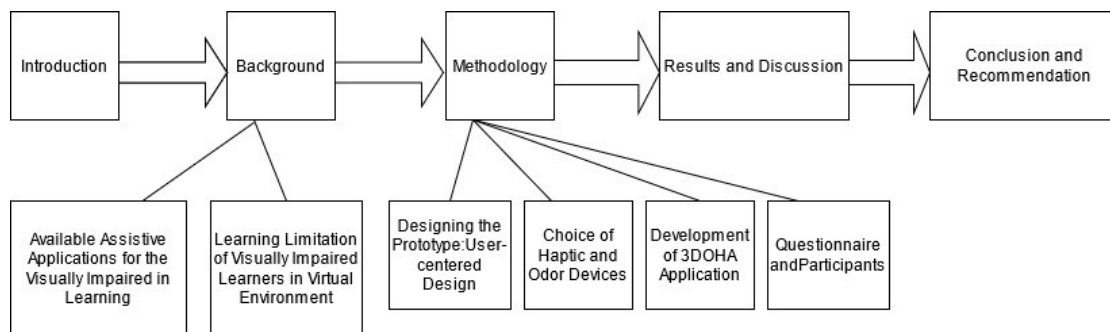 Introduction
Background
Methodology
Results and Discussion
Conclusion and
Recommendation
Available Assistive
Applications for the
Visually Impaired in
Learning
Learning Limitation
of Visually Impaired
Learners in Virtual
Environment
Designing the
Prototype:User-
centered
Design
Choice of
Haptic and
Odor Devices
Development
of 3DOHA
Application
Questionnaire
andParticipants